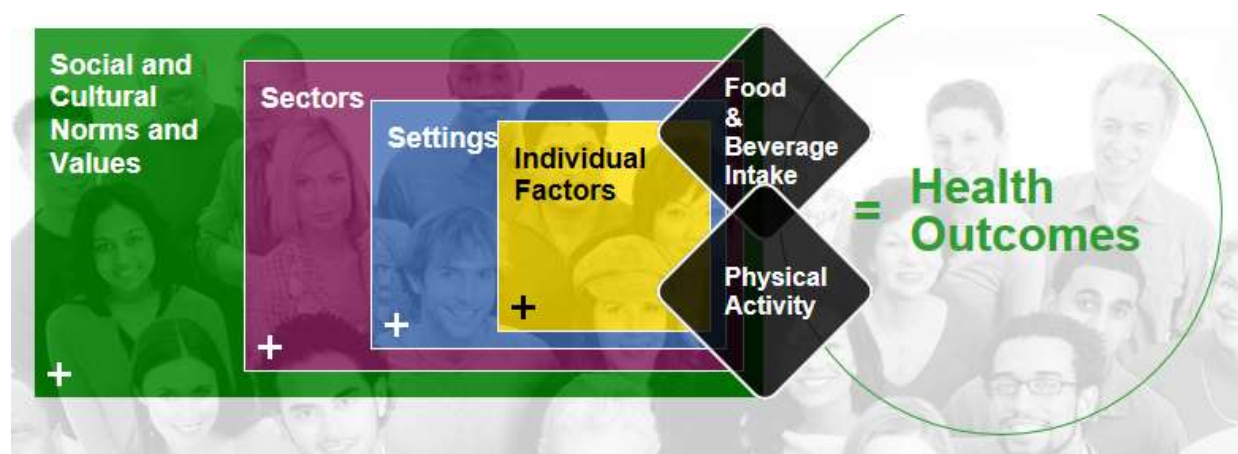 Social and
Cultural
Norms and
Values
+
Sectors
+
Settings
+
Individual
Factors
+
Food
&
Beverage
Intake
Physical
Activity
=
Health
Outcomes